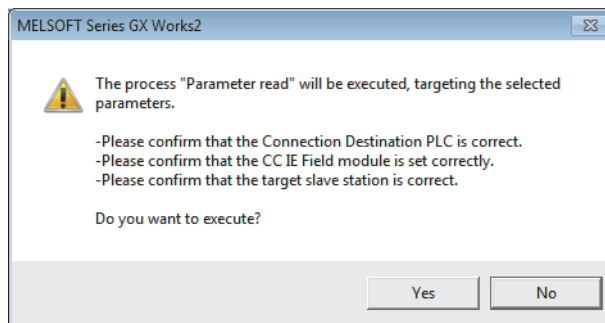 MELSOFT Series GX Works2
The process "Parameter read" will be executed, targeting the selected
parameters.
-Please confirm that the Connection Destination PLC is correct.
-Please confirm that the CC IE Field module is set correctly.
-Please confirm that the target slave station is correct.
Do you want to execute?
Yes
No